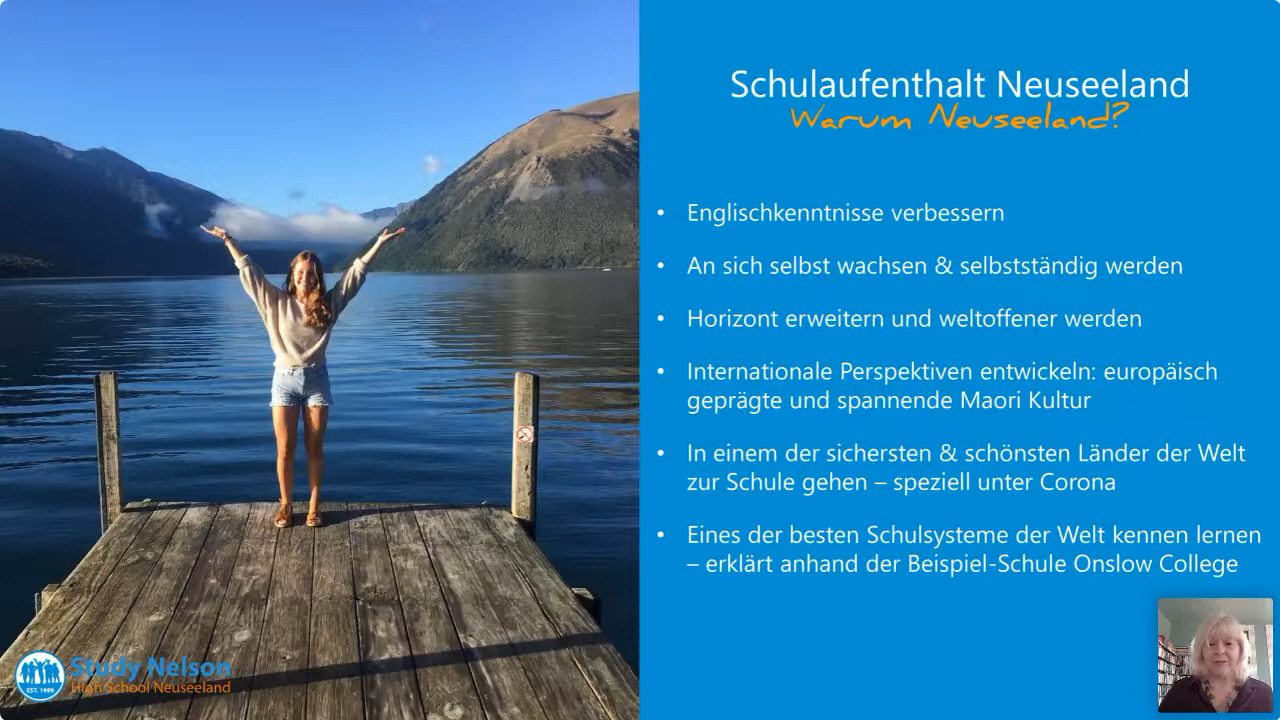 Schulaufenthalt Neuseeland
Warum Neuseeland?
• Englischkenntnisse verbessern
• An sich selbst wachsen & selbstständig werden
• Horizont erweitern und weltoffener werden
• Internationale Perspektiven entwickeln: europäisch
geprägte und spannende Maori Kultur
• In einem der sichersten & schönsten Länder der Welt
zur Schule gehen – speziell unter Corona
• Eines der besten Schulsysteme der Welt kennen lernen
– erklärt anhand der Beispiel-Schule Onslow College
Study Nelson
High School Neuseeland
EST. 1999